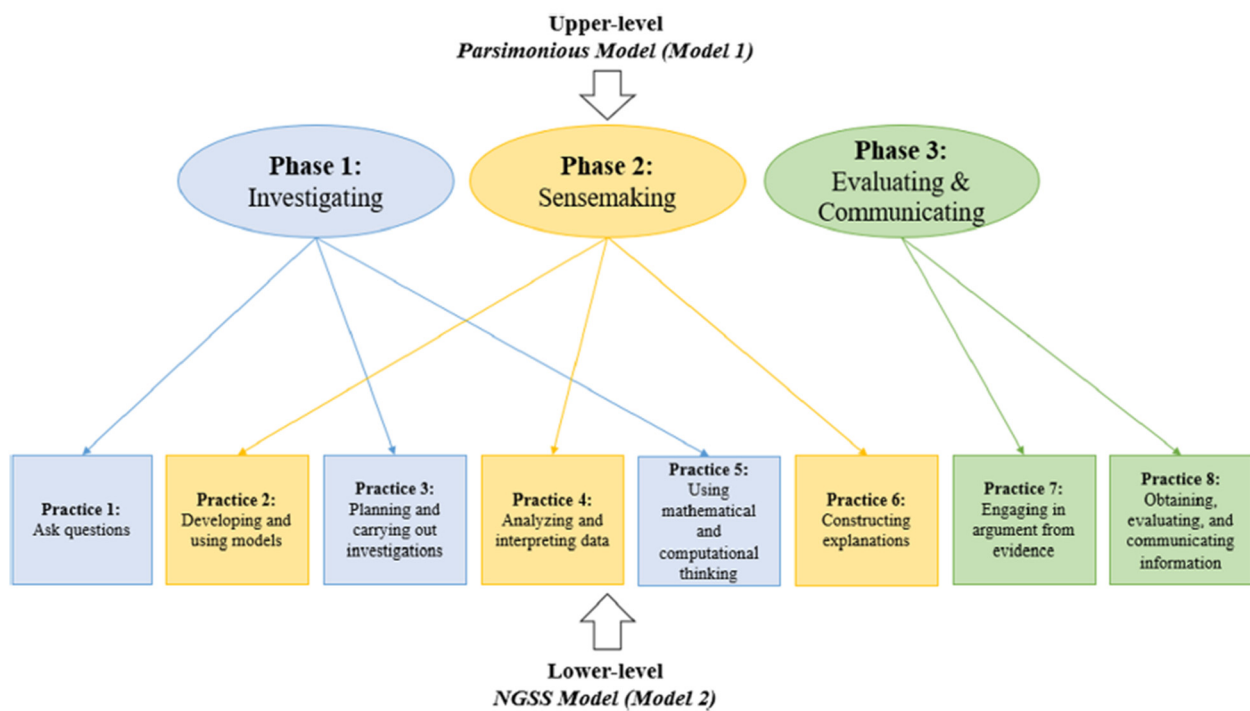 Upper-level
Parsimonious Model (Model 1)
Phase 1:
Investigating
Phase 2:
Sensemaking
Phase 3:
Evaluating &
Communicating
Practice 1:
Ask questions
Practice 2:
Developing and
using models
Practice 3:
Planning and
carrying out
investigations
Practice 4:
Analyzing and
interpreting data
Practice 5:
Using
mathematical
and
computational
thinking
Practice 6:
Constructing
explanations
Practice 7:
Engaging in
argument from
evidence
Practice 8:
Obtaining,
evaluating, and
communicating
information
Lower-level
NGSS Model (Model 2)